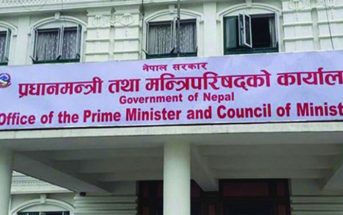 नेपाल सरकार
प्रधानमन्त्री तथा मन्त्रिपरिषद्को कार्याल
Government of Nepal
Office of the Prime Minister and Council of Minist